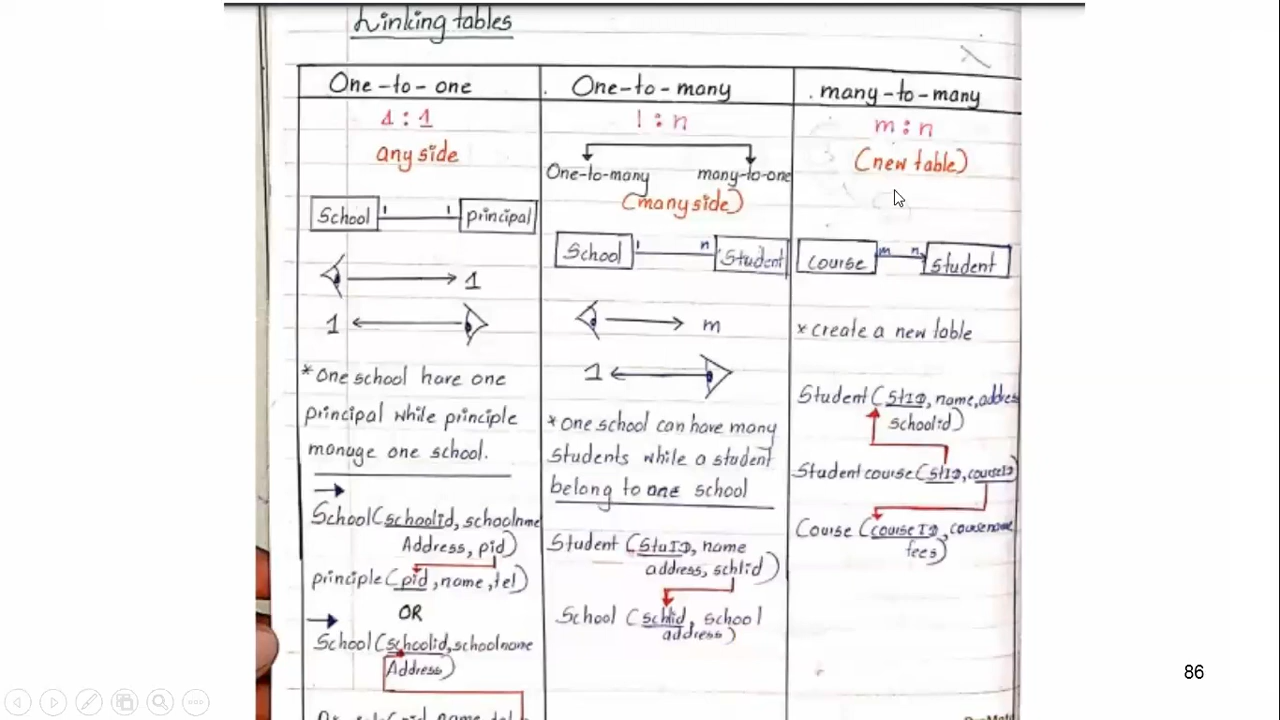 Linking tables
One-to-one
1 : 1
any side
School 1 1 principal
1
1
* One school have one
principal while principle
manage one school.
School(schoolid, schoolname
Address, pid)
principle(pid, name, tel)
OR
School(schoolid, schoolname
Address)
One-to-many
1 : n
One-to-many many-to-one
(many side)
School 1 n Student
m
1
* one school can have many
Students while a student
belong to one school
Student (StuID, name
address, schlid)
School (schlid, school
address)
many-to-many
m : n
(new table)
course m n student
* create a new table
Student (StID, name, addres
schoolid)
Student course (StID, courseID)
Course (courseID, coursename
fees)
86